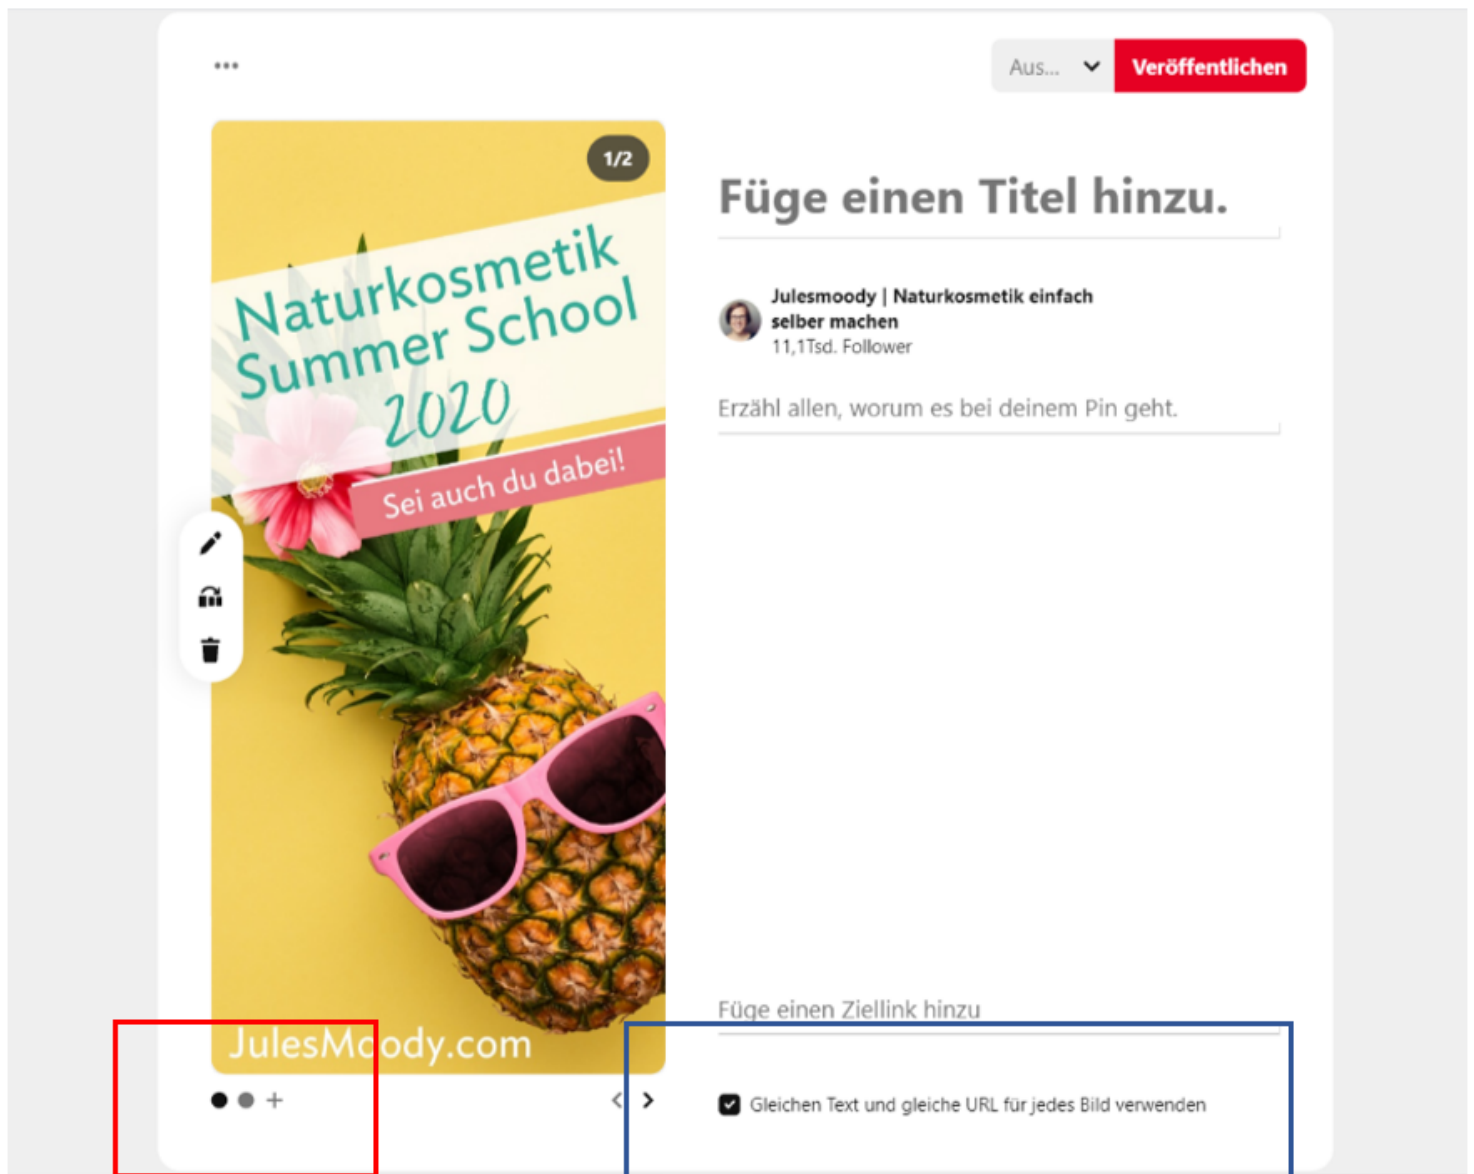 Aus...
Veröffentlichen
1/2
Naturkosmetik
Summer School
2020
Sei auch du dabei!
JulesMoody.com
Füge einen Titel hinzu.
Julesmoody | Naturkosmetik einfach
selber machen
11,1Tsd. Follower
Erzähl allen, worum es bei deinem Pin geht.
Füge einen Ziellink hinzu
Gleichen Text und gleiche URL für jedes Bild verwenden